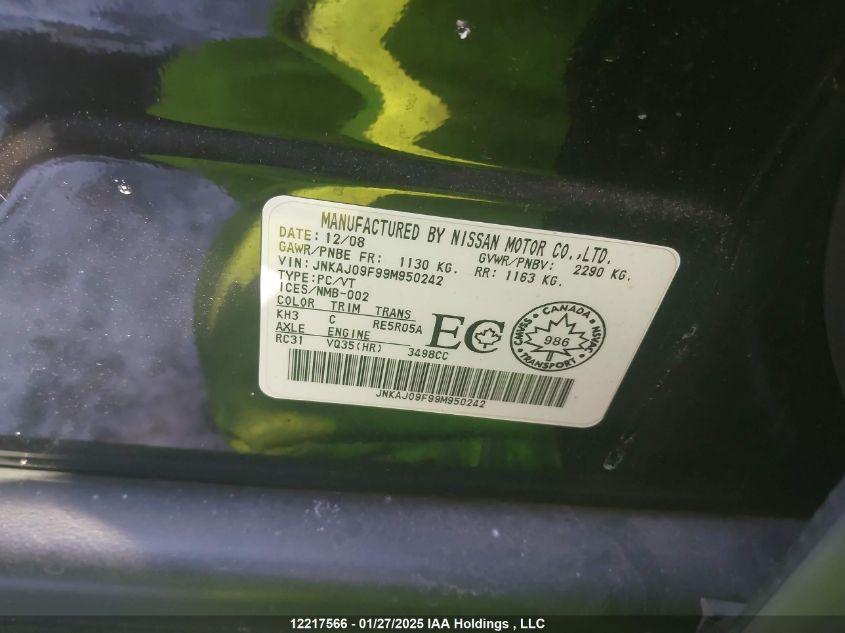 MANUFACTURED BY NISSAN MOTOR CO.,LTD.
DATE: 12/08 GVWR/PNBV: 2290 KG.
GAWR/PNBE FR: 1130 KG. RR: 1163 KG.
VIN: JNKAJ09F99M950242
TYPE: PC/VT
ICES/NMB-002
COLOR TRIM TRANS
KH3 C RE5R05A
AXLE ENGINE
RC31 VQ35(HR) 3498CC
EC
CANADA
CMVSS NSVAC
986
TRANSPORT
JNKAJ09F99M950242
12217566 - 01/27/2025 IAA Holdings , LLC